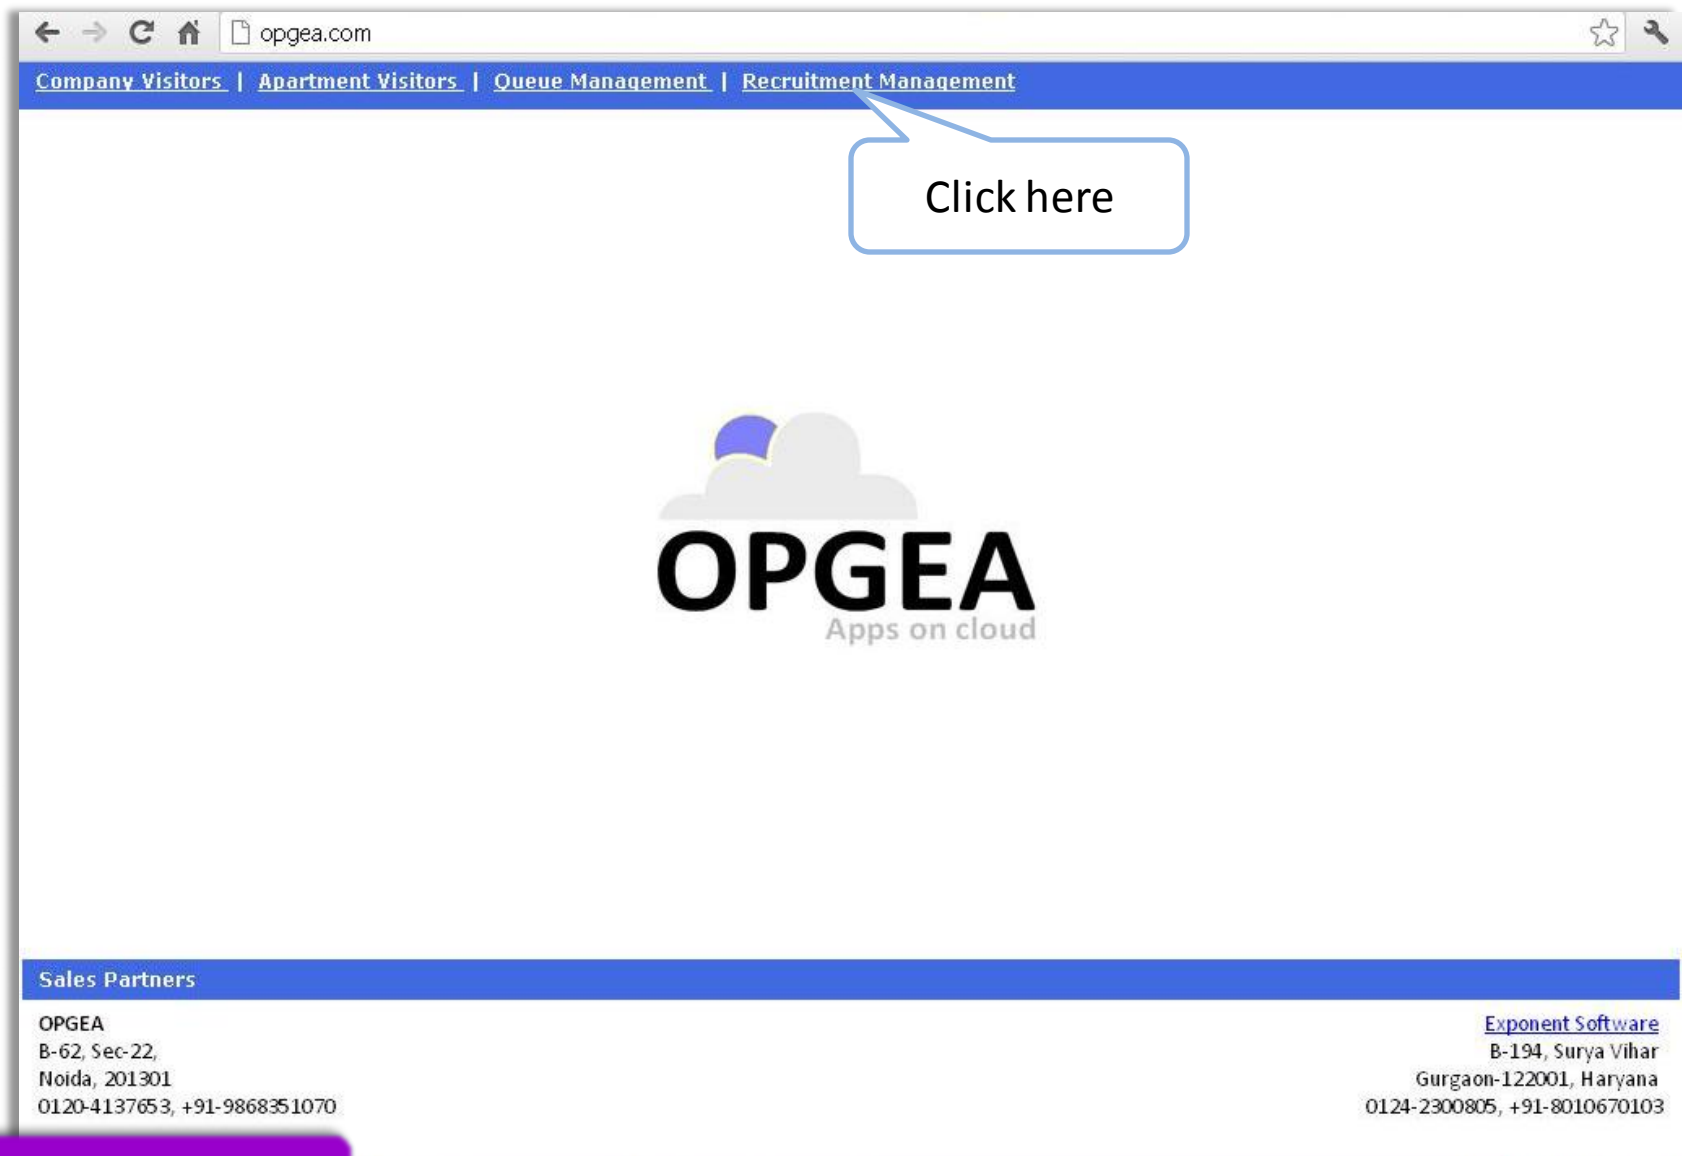 opgea.com
Company Visitors | Apartment Visitors | Queue Management | Recruitment Management
Click here
OPGEA
Apps on cloud
Sales Partners
OPGEA
B-62, Sec-22,
Noida, 201301
0120-4137653, +91-9868351070
Exponent Software
B-194, Surya Vihar
Gurgaon-122001, Haryana
0124-2300805, +91-8010670103